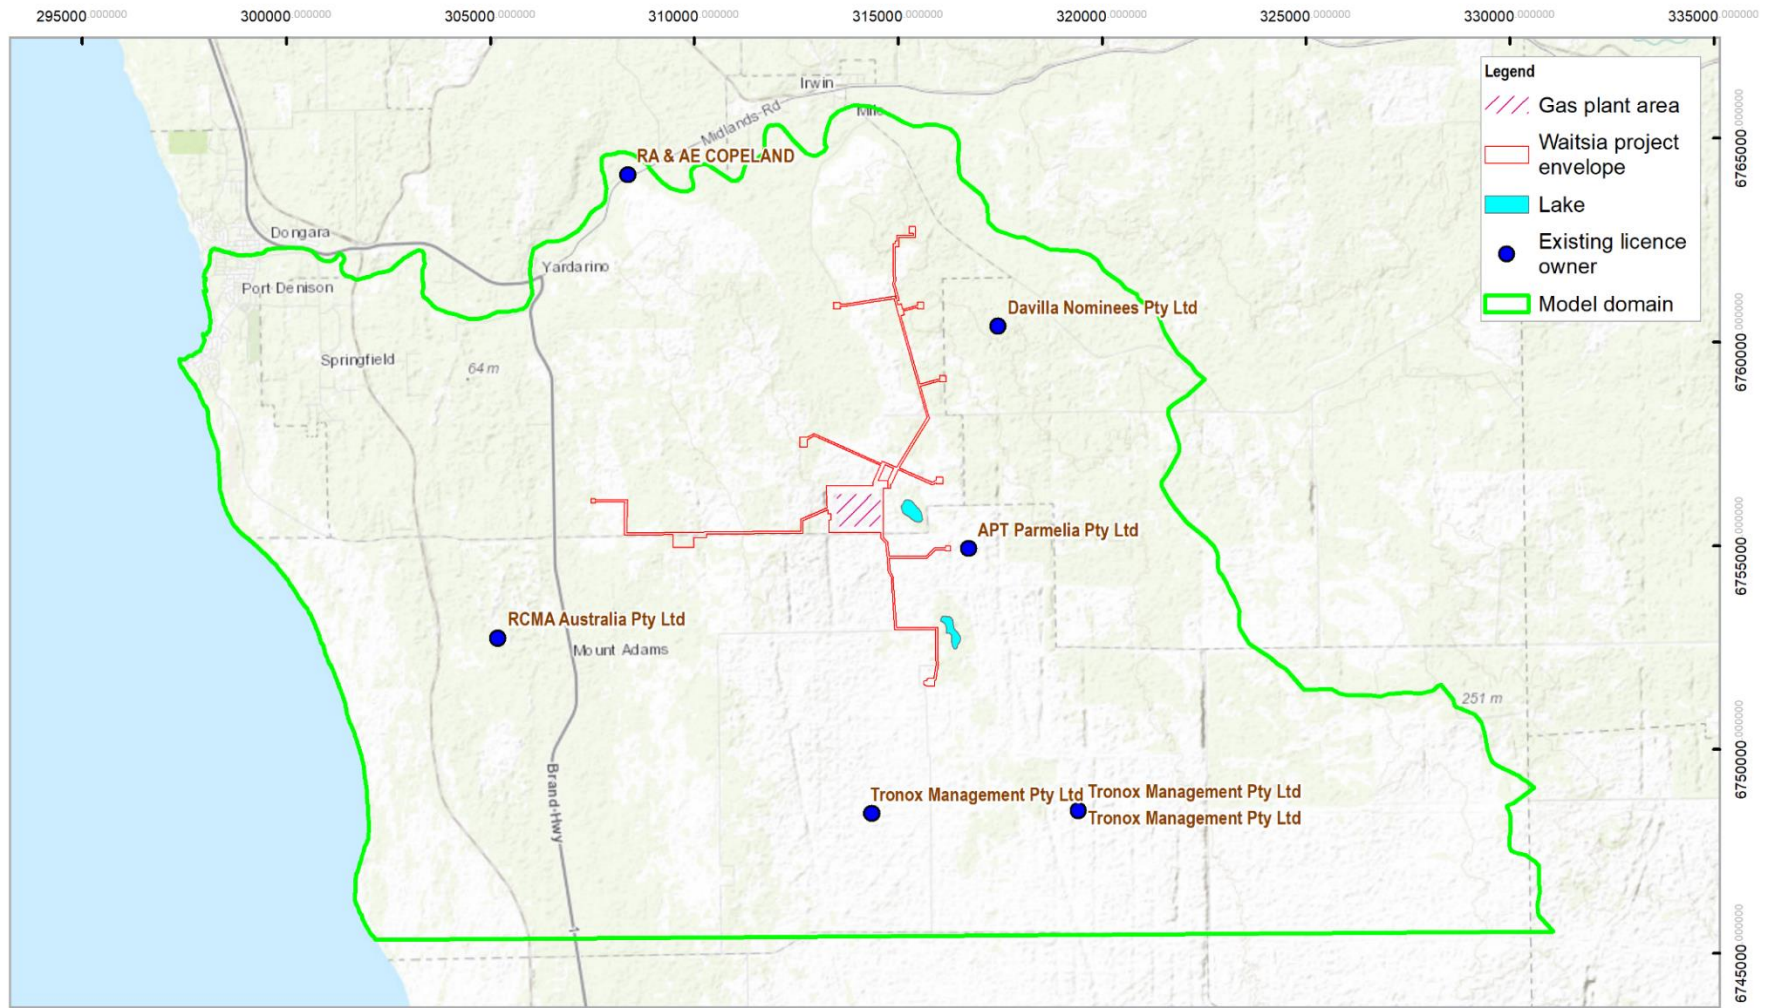 295000.000000 300000.000000 305000.000000 310000.000000 315000.000000 320000.000000 325000.000000 330000.000000 335000.000000
Legend
Gas plant area
Waitsia project
envelope
Lake
Existing licence
owner
Model domain
Irwin
Midlands-Rd
RA & AE COPELAND
6765000.000000
Dongara
Yardarino
Port Denison
Davilla Nominees Pty Ltd
6760000.000000
Springfield
64 m
APT Parmelia Pty Ltd
6755000.000000
RCMA Australia Pty Ltd
Mount Adams
251 m
6750000.000000
Brand-Hwy
Tronox Management Pty Ltd
Tronox Management Pty Ltd
Tronox Management Pty Ltd
1
6745000.000000